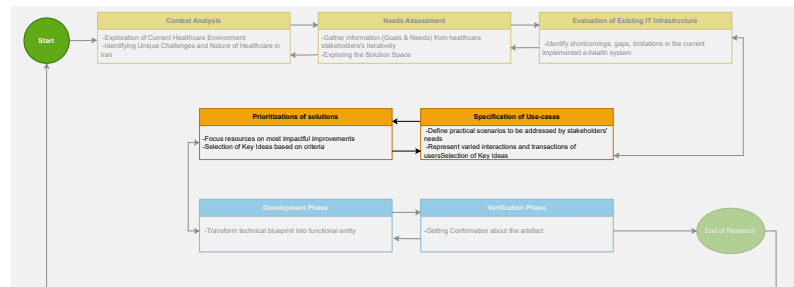 Start
Context Analysis
-Exploration of Current Healthcare Environment
-Identifying Unique Challenges and Nature of Healthcare in
Iran
Needs Assessment
-Gather information (Goals & Needs) from healthcare
stakeholders's Iteratively
-Exploring the Solution Space
Evaluation of Existing IT Infrastructure
-Identify shortcomings, gaps, limitations in the current
implemented e-health system
Prioritizations of solutions
-Focus resources on most impactful improvements
-Selection of Key Ideas based on criteria
Specification of Use-cases
-Define practical scenarios to be addressed by stakeholders'
needs
-Represent varied interactions and transactions of
usersSelection of Key Ideas
Development Phase
-Transform technical blueprint into functional entity
Verification Phase
-Getting Confirmation about the artefact
End of Research